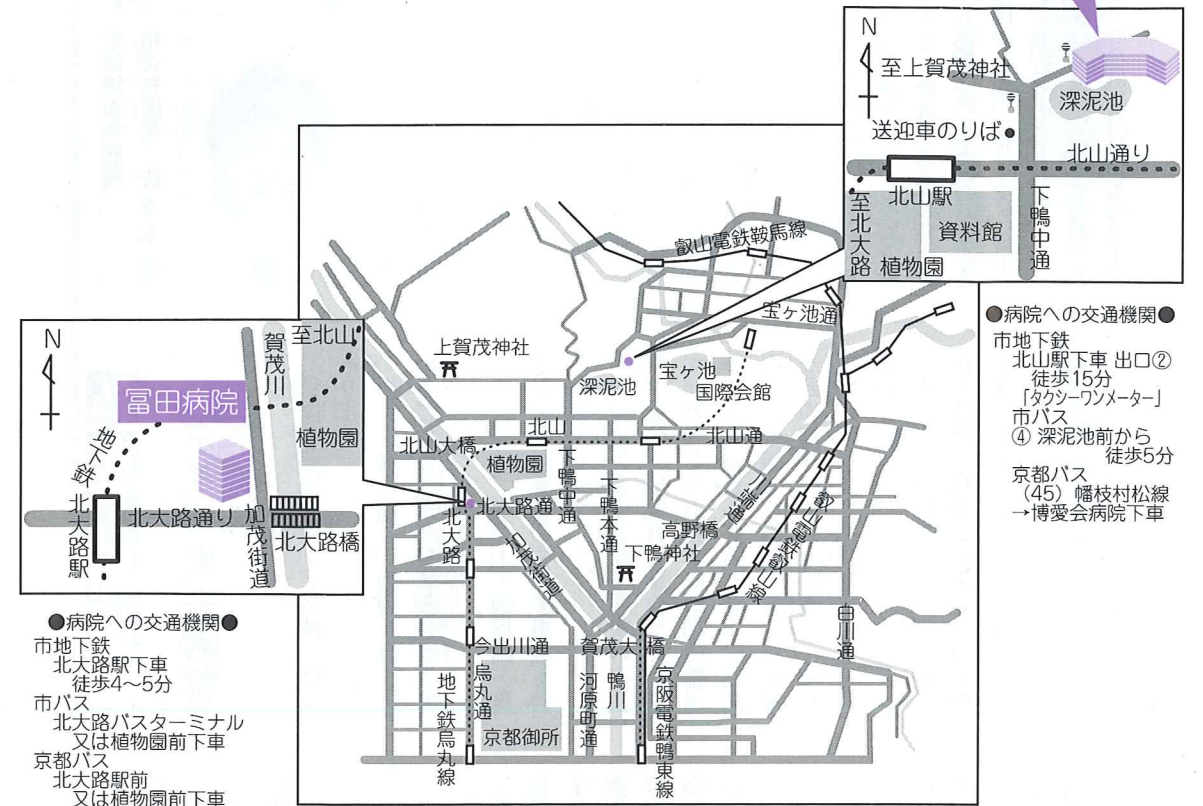 N
至上賀茂神社
深泥池
送迎車のりば
北山通り
北山駅
至北大路
植物園
資料館
下鴨中通
●病院への交通機関●
市地下鉄
北山駅下車 出口②
徒歩15分
「タクシーワンメーター」
市バス
④ 深泥池前から
徒歩5分
京都バス
(45) 幡枝村松線
→博愛会病院下車
叡山電鉄鞍馬線
宝ヶ池通
上賀茂神社
深泥池
宝ヶ池
国際会館
北山
北山通
北山大橋
植物園
下鴨中通
下鴨本通
川端通
北大路通
北大路
高野橋
下鴨神社
加茂街道
叡山電鉄叡山線
白川通
今出川通
賀茂大橋
烏丸通
地下鉄烏丸線
京都御所
河原町通
鴨川
京阪電鉄鴨東線
N
至北山
賀茂川
冨田病院
植物園
地下鉄
北大路駅
北大路通り
加茂街道
北大路橋
●病院への交通機関●
市地下鉄
北大路駅下車
徒歩4〜5分
市バス
北大路バスターミナル
又は植物園前下車
京都バス
北大路駅前
又は植物園前下車